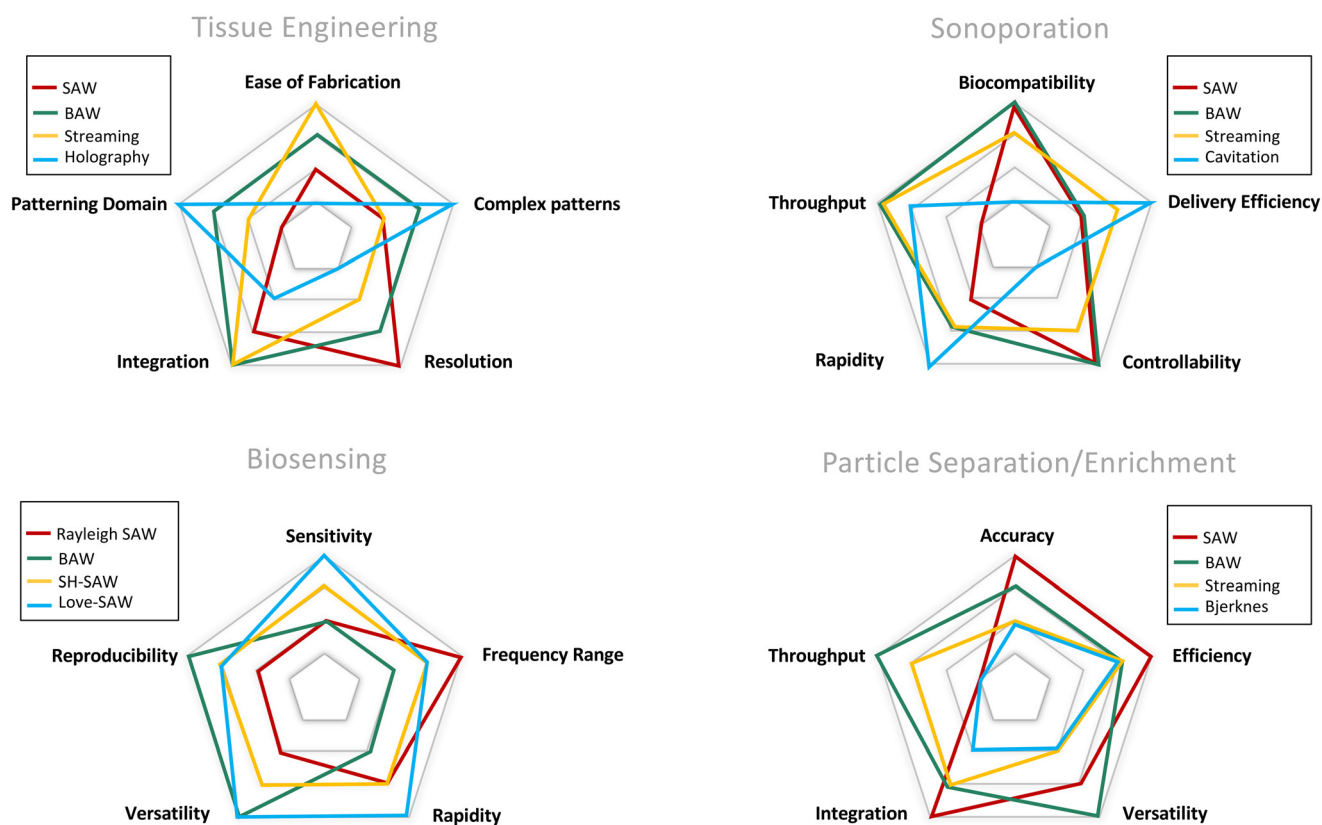 Tissue Engineering
SAW
BAW
Streaming
Holography
Ease of Fabrication
Patterning Domain
Complex patterns
Integration
Resolution
Sonoporation
Biocompatibility
SAW
BAW
Streaming
Cavitation
Throughput
Delivery Efficiency
Rapidity
Controllability
Biosensing
Rayleigh SAW
BAW
SH-SAW
Love-SAW
Sensitivity
Reproducibility
Frequency Range
Versatility
Rapidity
Particle Separation/Enrichment
Accuracy
SAW
BAW
Streaming
Bjerknes
Throughput
Efficiency
Integration
Versatility